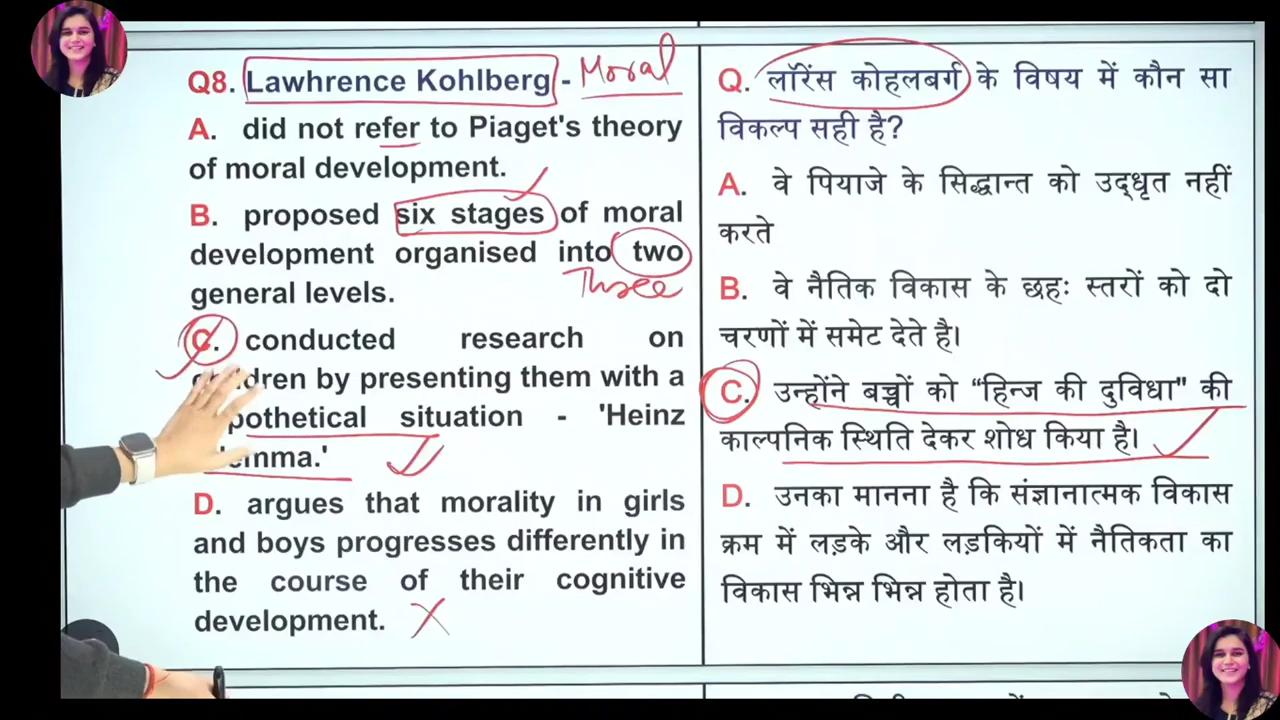 Q8. Lawhrence Kohlberg - Moral
A. did not refer to Piaget's theory
of moral development.
B. proposed six stages of moral
development organised into two
Three
general levels.
C. conducted research on
by presenting them with a
situation - 'Heinz
D. argues that morality in girls
and boys progresses differently in
the course of their cognitive
development.
Q. लॉरेंस कोहलबर्ग के विषय में कौन सा
विकल्प सही है?
A. वे पियाजे के सिद्धान्त को उद्धृत नहीं
करते
B. वे नैतिक विकास के छहः स्तरों को दो
चरणों में समेट देते है।
C. उन्होंने बच्चों को “हिन्ज की दुविधा" की
काल्पनिक स्थिति देकर शोध किया है।
D. उनका मानना है कि संज्ञानात्मक विकास
क्रम में लड़के और लड़कियों में नैतिकता का
विकास भिन्न भिन्न होता है।